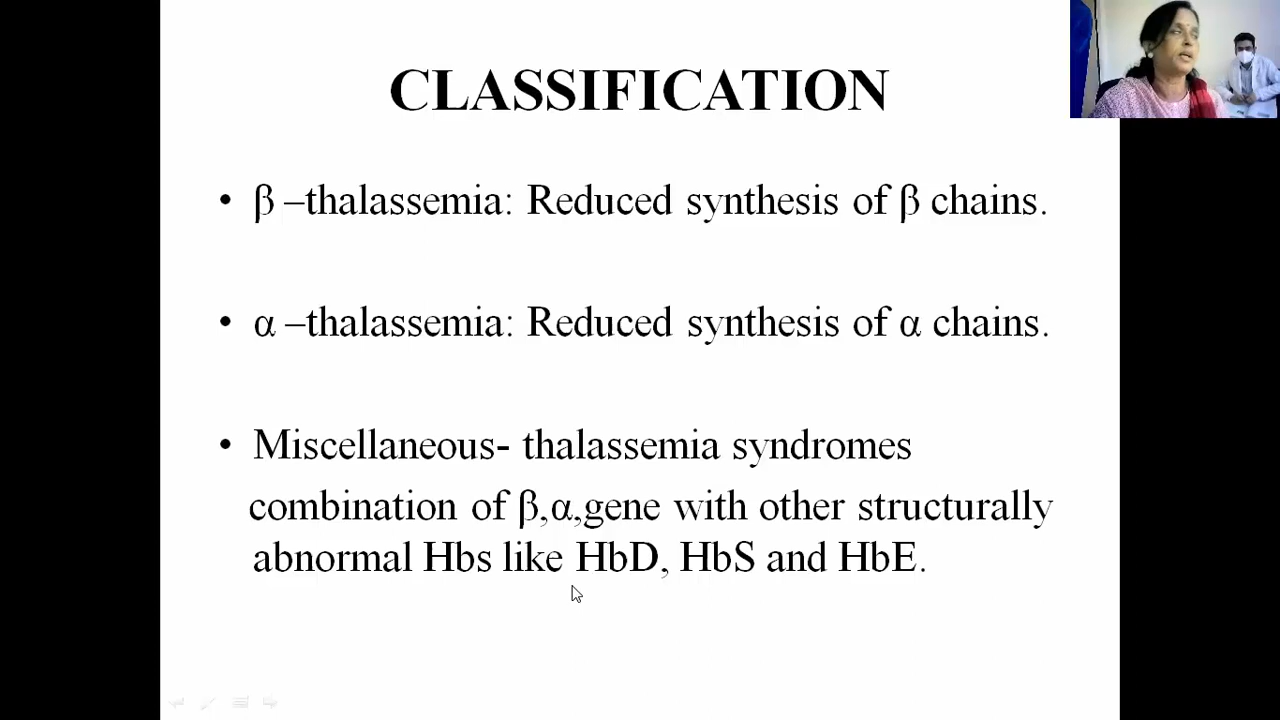 CLASSIFICATION
• β –thalassemia: Reduced synthesis of β chains.
• α –thalassemia: Reduced synthesis of α chains.
• Miscellaneous- thalassemia syndromes
combination of β,α,gene with other structurally
abnormal Hbs like HbD, HbS and HbE.